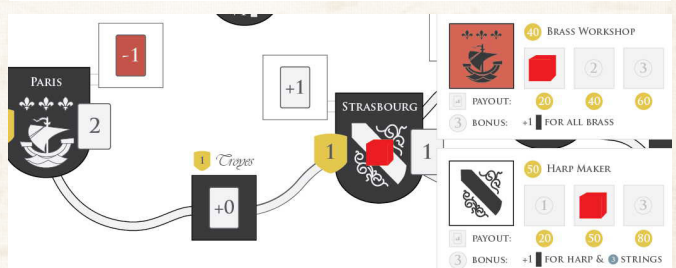 PARIS
-1
2
+1
STRASBOURG
1
1
1 Troyes
+0
40 BRASS WORKSHOP
2 3
PAYOUT: 20 40 60
3 BONUS: +1 FOR ALL BRASS
50 HARP MAKER
1 3
PAYOUT: 20 50 80
3 BONUS: +1 FOR HARP & 3 STRINGS